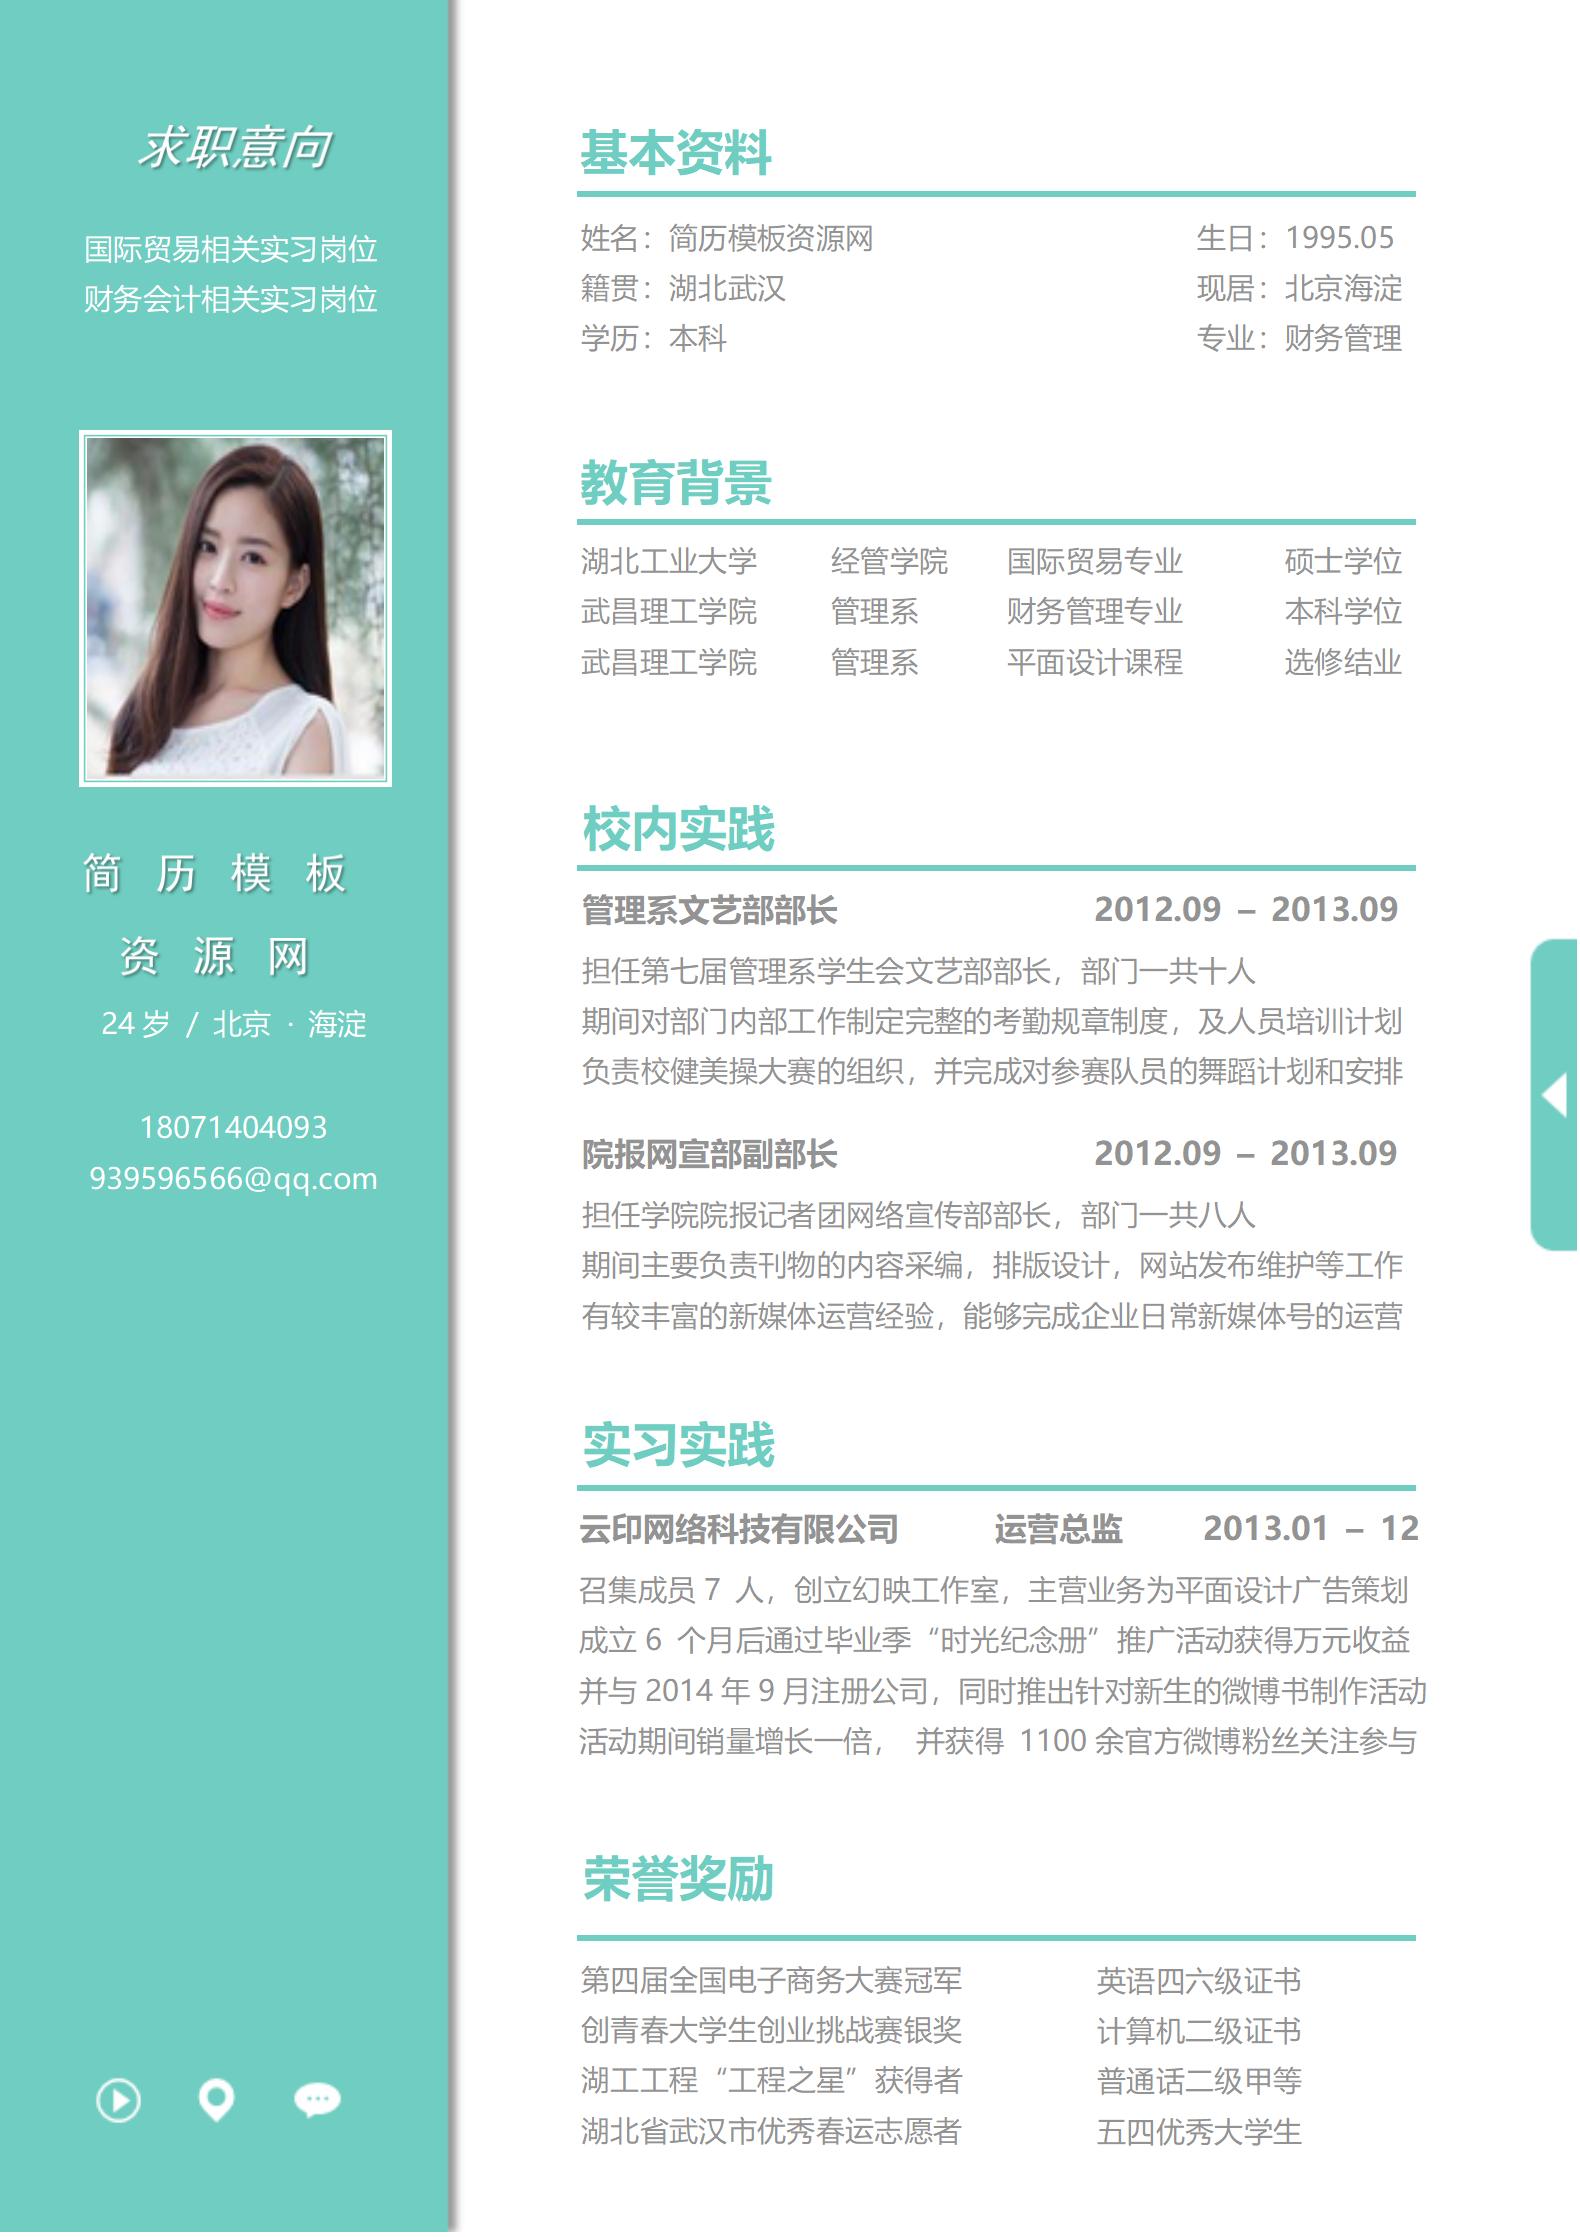 求职意向
国际贸易相关实习岗位
财务会计相关实习岗位
简历模板
资源网
24岁 / 北京 · 海淀
18071404093
939596566@qq.com
基本资料
姓名：简历模板资源网 生日：1995.05
籍贯：湖北武汉 现居：北京海淀
学历：本科 专业：财务管理
教育背景
湖北工业大学 经管学院 国际贸易专业 硕士学位
武昌理工学院 管理系 财务管理专业 本科学位
武昌理工学院 管理系 平面设计课程 选修结业
校内实践
管理系文艺部部长 2012.09 – 2013.09
担任第七届管理系学生会文艺部部长，部门一共十人
期间对部门内部工作制定完整的考勤规章制度，及人员培训计划
负责校健美操大赛的组织，并完成对参赛队员的舞蹈计划和安排
院报网宣部副部长 2012.09 – 2013.09
担任学院院报记者团网络宣传部部长，部门一共八人
期间主要负责刊物的内容采编，排版设计，网站发布维护等工作
有较丰富的新媒体运营经验，能够完成企业日常新媒体号的运营
实习实践
云印网络科技有限公司 运营总监 2013.01 – 12
召集成员 7 人，创立幻映工作室，主营业务为平面设计广告策划
成立 6 个月后通过毕业季“时光纪念册”推广活动获得万元收益
并与 2014 年 9 月注册公司，同时推出针对新生的微博书制作活动
活动期间销量增长一倍， 并获得 1100 余官方微博粉丝关注参与
荣誉奖励
第四届全国电子商务大赛冠军 英语四六级证书
创青春大学生创业挑战赛银奖 计算机二级证书
湖工工程“工程之星”获得者 普通话二级甲等
湖北省武汉市优秀春运志愿者 五四优秀大学生